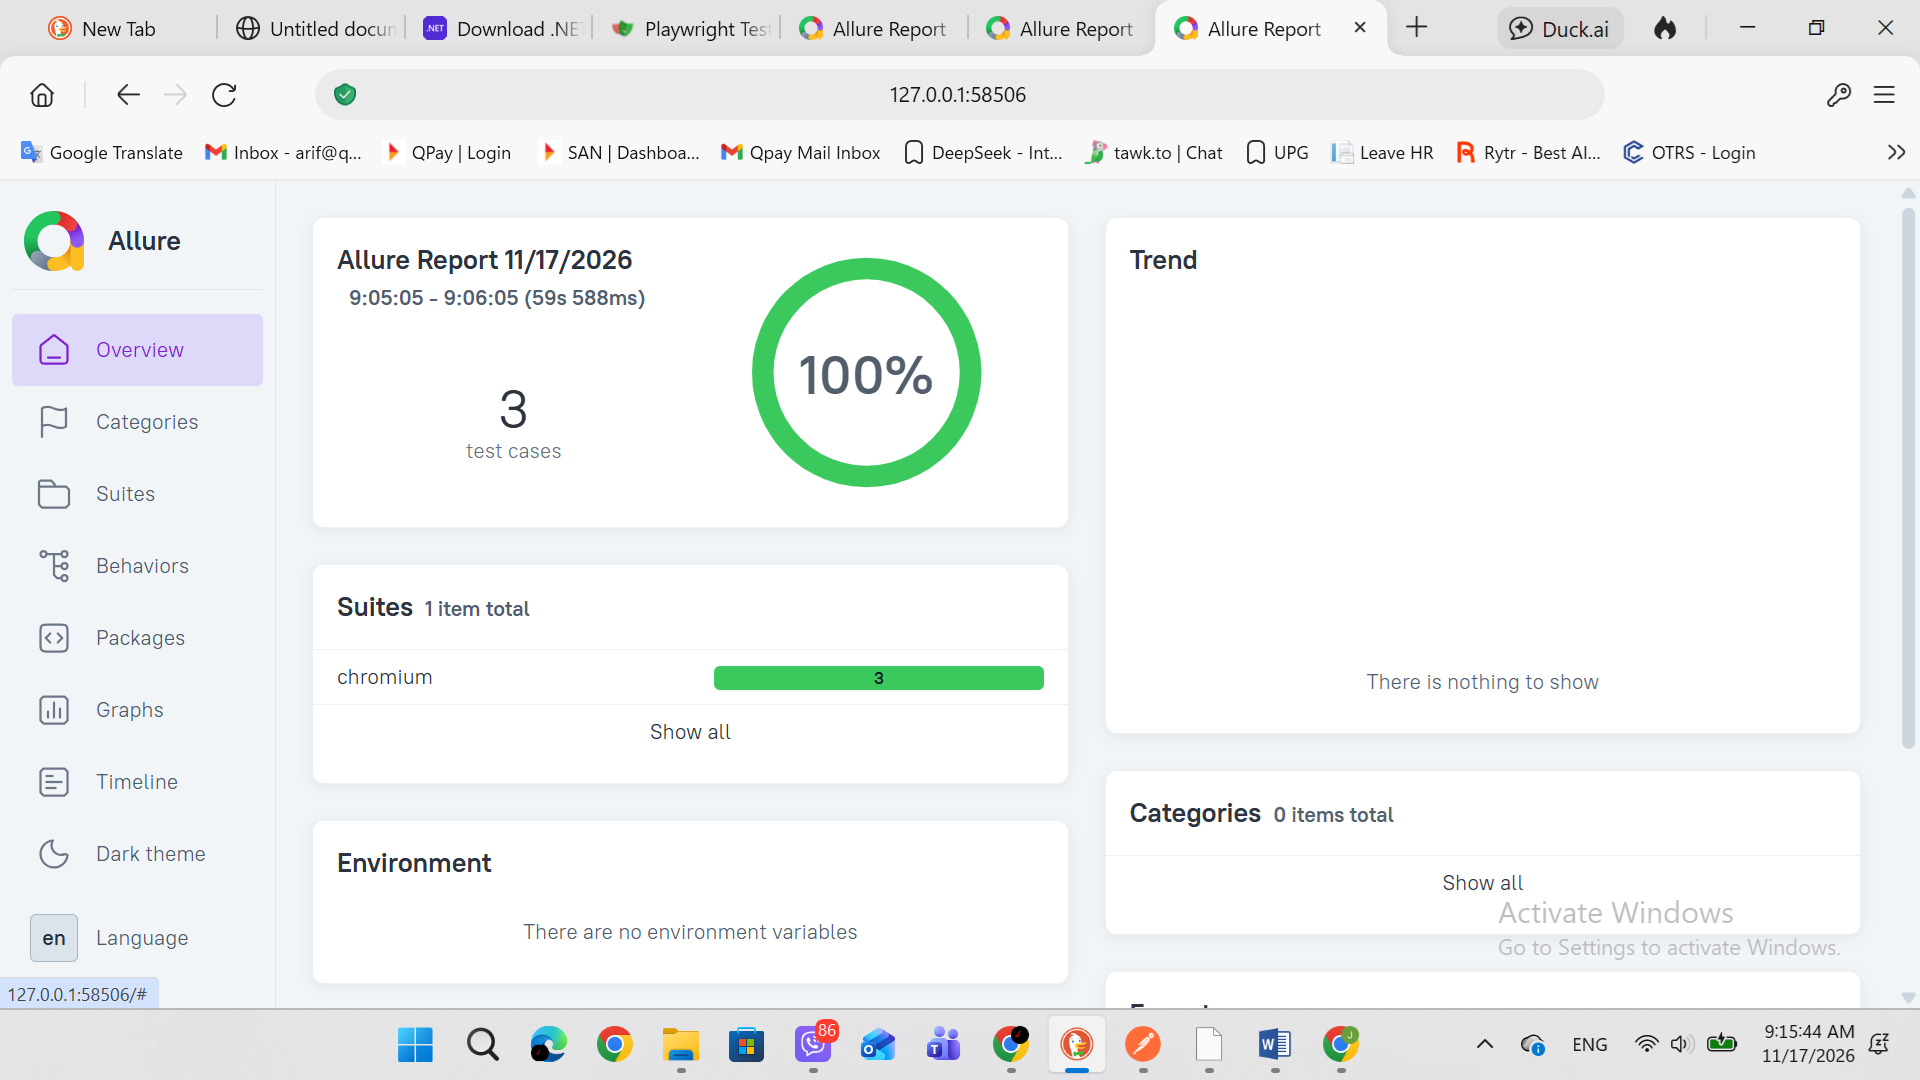 New Tab
Untitled docun
.NET
Download .NE
Playwright Tes
Allure Report
Allure Report
Allure Report
Duck.ai
127.0.0.1:58506
Google Translate
Inbox - arif@q...
QPay | Login
SAN | Dashboa...
Qpay Mail Inbox
DeepSeek - Int...
tawk.to | Chat
UPG
Leave HR
Rytr - Best AI...
OTRS - Login
Allure
Overview
Categories
Suites
Behaviors
Packages
Graphs
Timeline
Dark theme
en
Language
127.0.0.1:58506/#
Allure Report 11/17/2026
9:05:05 - 9:06:05 (59s 588ms)
3
test cases
100%
Suites 1 item total
chromium
3
Show all
Environment
There are no environment variables
Trend
There is nothing to show
Categories 0 items total
Show all
Activate Windows
Go to Settings to activate Windows.
86
ENG
9:15:44 AM
11/17/2026